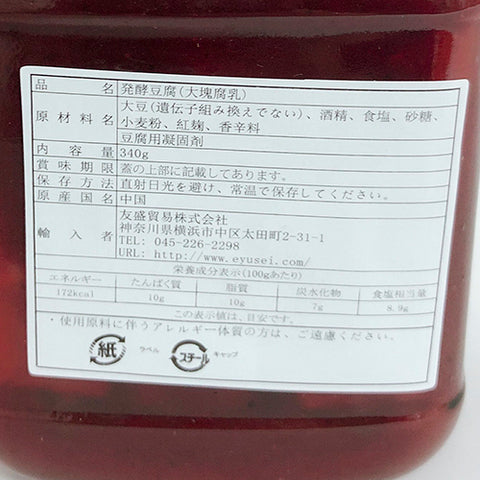 品名 発酵豆腐(大塊腐乳)
原材料名 大豆(遺伝子組み換えでない)、酒精、食塩、砂糖、
小麦粉、紅麹、香辛料
豆腐用凝固剤
内容量 340g
賞味期限 蓋の上部に記載してあります。
保存方法 直射日光を避け、常温で保存してください。
原産国名 中国
輸入者 友盛貿易株式会社
神奈川県横浜市中区太田町2-31-1
TEL: 045-226-2298
URL: http://www.eyusei.com/
栄養成分表示(100gあたり)
エネルギー たんぱく質 脂質 炭水化物 食塩相当量
172kcal 10g 10g 7g 8.9g
この表示値は、目安です。
・使用原料に伴うアレルギー体質の方は、ご遠慮ください。
紙 ラベル スチール キャップ